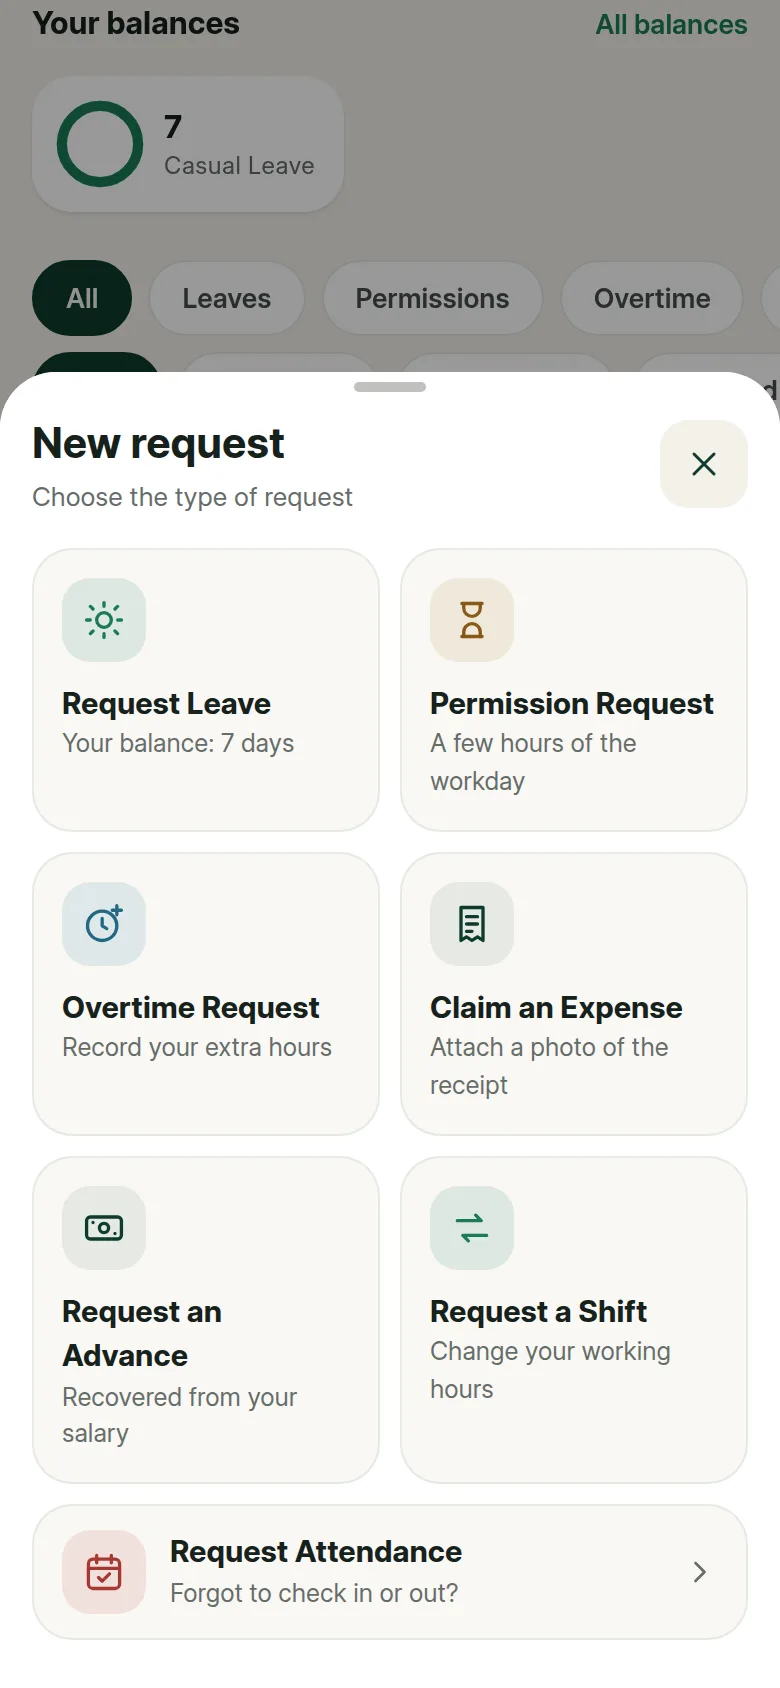 Your balances
All balances
7
Casual Leave
All
Leaves
Permissions
Overtime
New request
Choose the type of request
Request Leave
Your balance: 7 days
Permission Request
A few hours of the
workday
Overtime Request
Record your extra hours
Claim an Expense
Attach a photo of the
receipt
Request an
Advance
Recovered from your
salary
Request a Shift
Change your working
hours
Request Attendance
Forgot to check in or out?